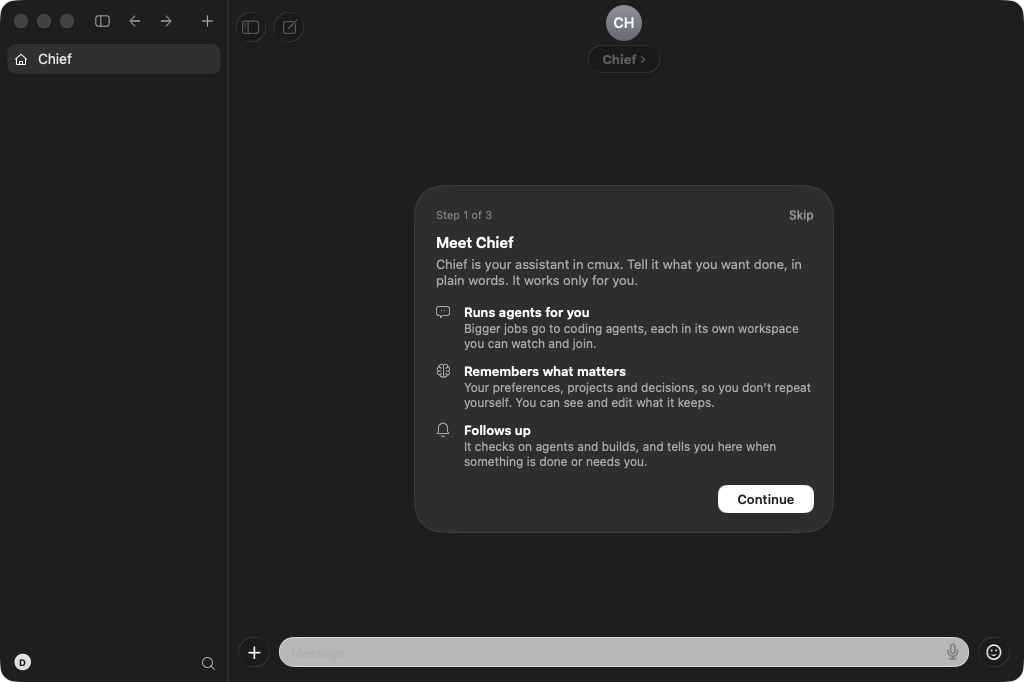 Chief
CH
Chief
Step 1 of 3
Skip
Meet Chief
Chief is your assistant in cmux. Tell it what you want done, in
plain words. It works only for you.
Runs agents for you
Bigger jobs go to coding agents, each in its own workspace
you can watch and join.
Remembers what matters
Your preferences, projects and decisions, so you don't repeat
yourself. You can see and edit what it keeps.
Follows up
It checks on agents and builds, and tells you here when
something is done or needs you.
Continue
Message
D